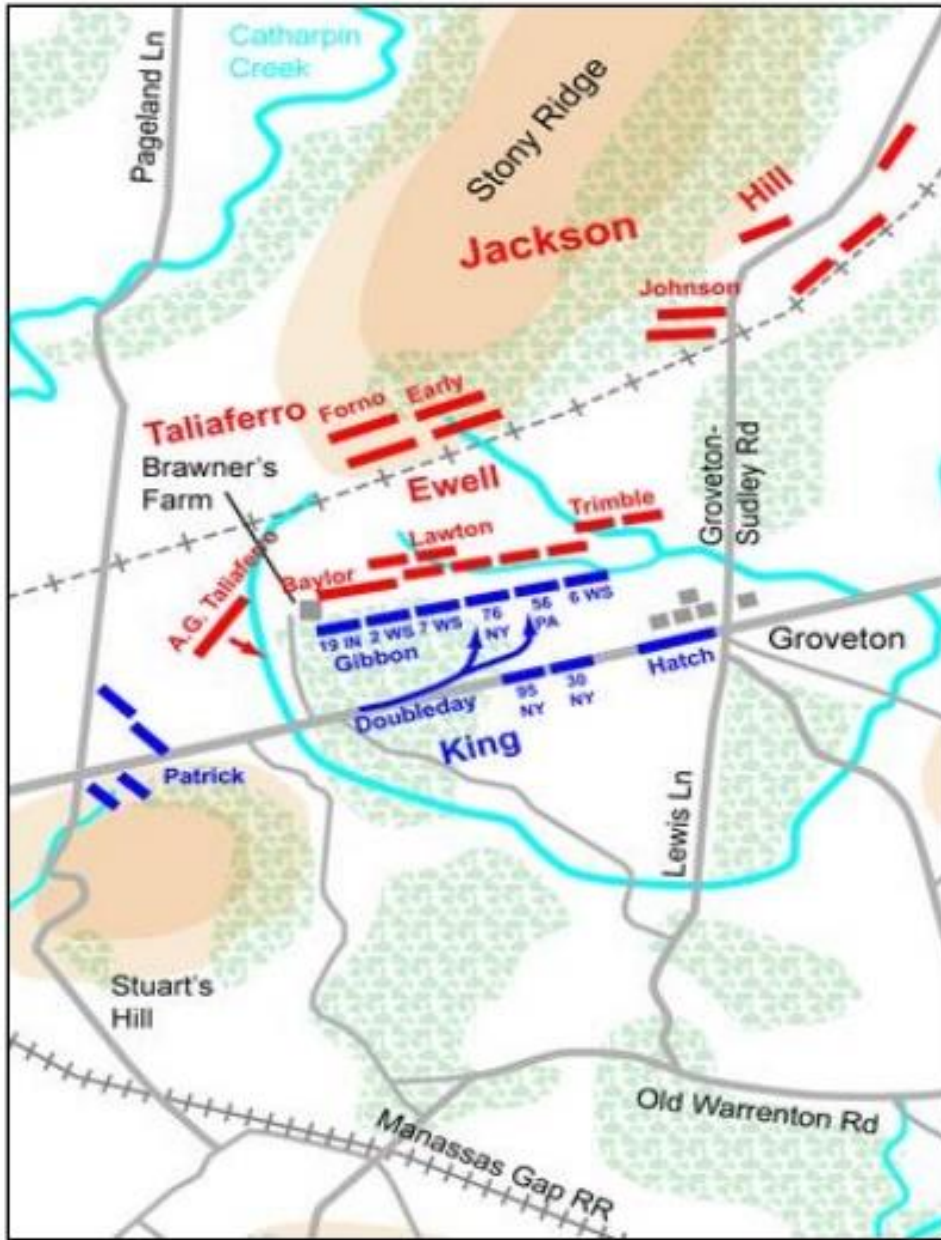 Catharpin
Creek
Pageland Ln
Stony Ridge
Hill
Jackson
Johnson
Taliaferro
Forno
Early
Brawner's
Farm
Ewell
Groveton-
Sudley Rd
Trimble
Lawton
A.G. Taliaferro
Baylor
19 IN
2 WS
7 WS
76
NY
56
PA
6 WS
Gibbon
Groveton
Hatch
Doubleday
95
NY
30
NY
King
Patrick
Lewis Ln
Stuart's
Hill
Old Warrenton Rd
Manassas Gap RR